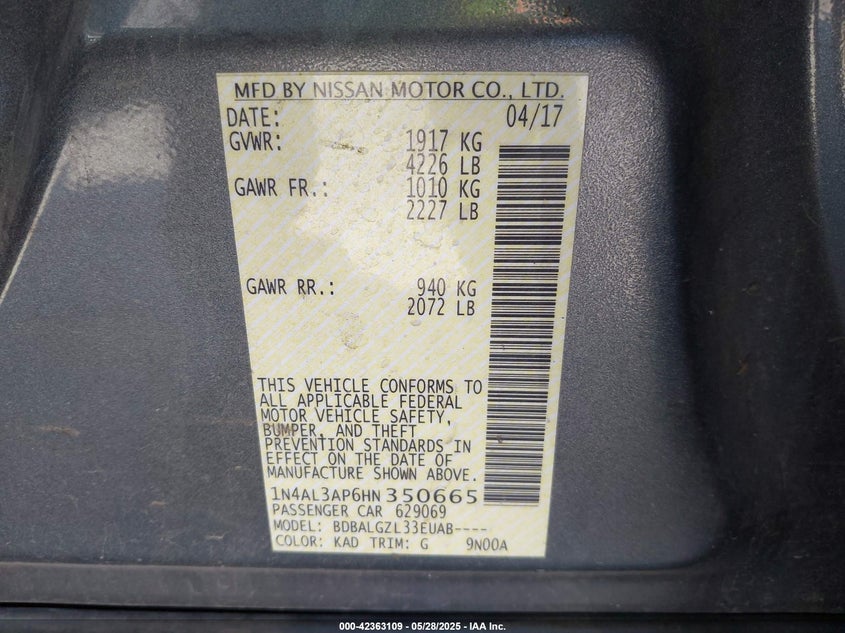 MFD BY NISSAN MOTOR CO., LTD.
DATE: 04/17
GVWR: 1917 KG
4226 LB
GAWR FR.: 1010 KG
2227 LB
GAWR RR.: 940 KG
2072 LB
THIS VEHICLE CONFORMS TO
ALL APPLICABLE FEDERAL
MOTOR VEHICLE SAFETY,
BUMPER, AND THEFT
PREVENTION STANDARDS IN
EFFECT ON THE DATE OF
MANUFACTURE SHOWN ABOVE.
1N4AL3AP6HN350665
PASSENGER CAR 629069
MODEL: BDBALGZL33EUAB----
COLOR: KAD TRIM: G 9N00A
000-42363109 - 05/28/2025 - IAA Inc.